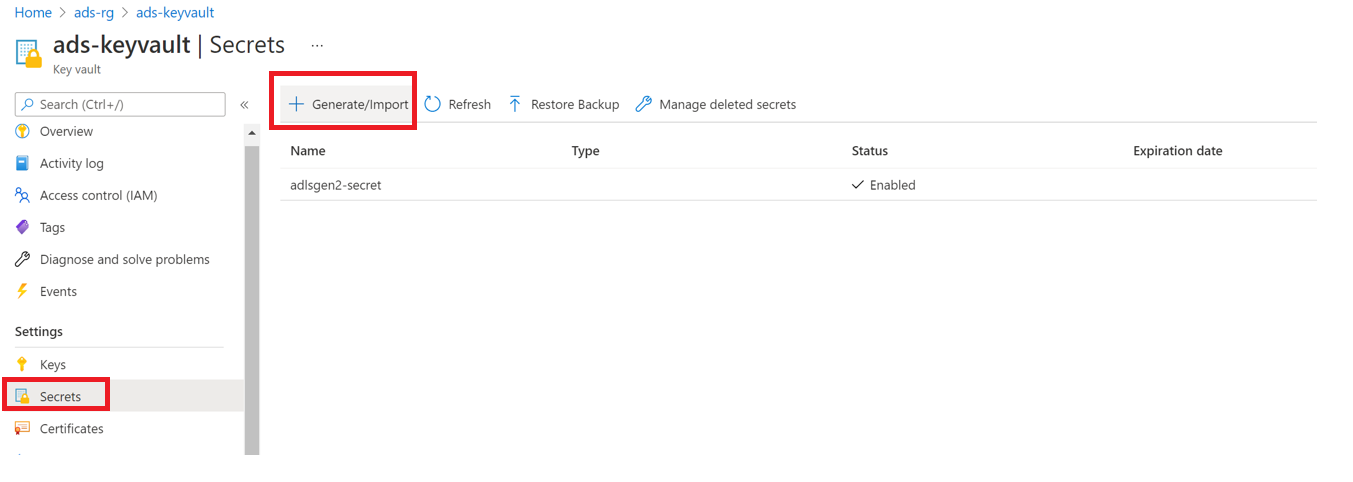 Home > ads-rg > ads-keyvault
ads-keyvault | Secrets ...
Key vault
Search (Ctrl+/) «
Generate/Import Refresh Restore Backup Manage deleted secrets
Overview
Activity log
Access control (IAM)
Tags
Diagnose and solve problems
Events
Settings
Keys
Secrets
Certificates
Name Type Status Expiration date
adlsgen2-secret Enabled